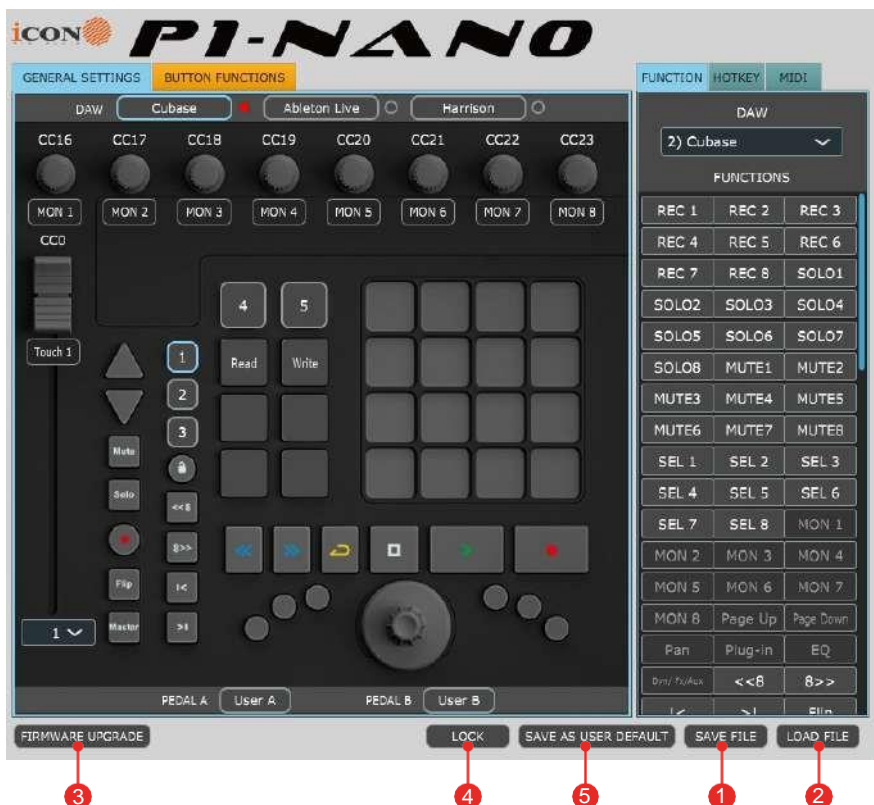 iCON P1-NANO
GENERAL SETTINGS BUTTON FUNCTIONS
FUNCTION HOTKEY MIDI
DAW Cubase Ableton Live Harrison
CC16 CC17 CC18 CC19 CC20 CC21 CC22 CC23
MON 1 MON 2 MON 3 MON 4 MON 5 MON 6 MON 7 MON 8
CC0
4 5
Touch 1
1
Read Write
2
3
Mute
Solo
<<8
8>>
Flip
I<
1
Master
>I
PEDAL A User A PEDAL B User B
DAW
2) Cubase
FUNCTIONS
REC 1 REC 2 REC 3
REC 4 REC 5 REC 6
REC 7 REC 8 SOLO1
SOLO2 SOLO3 SOLO4
SOLO5 SOLO6 SOLO7
SOLO8 MUTE1 MUTE2
MUTE3 MUTE4 MUTE5
MUTE6 MUTE7 MUTE8
SEL 1 SEL 2 SEL 3
SEL 4 SEL 5 SEL 6
SEL 7 SEL 8 MON 1
MON 2 MON 3 MON 4
MON 5 MON 6 MON 7
MON 8 Page Up Page Down
Pan Plug-in EQ
Dyn/ Fx/Aux <<8 8>>
I< >I Flip
FIRMWARE UPGRADE LOCK SAVE AS USER DEFAULT SAVE FILE LOAD FILE
3 4 5 1 2